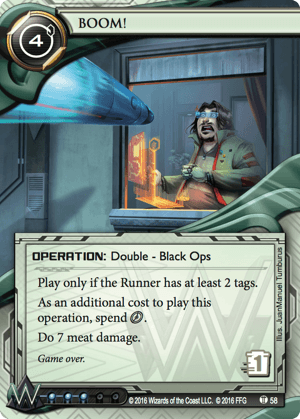 4
BOOM!
OPERATION: Double - Black Ops
Play only if the Runner has at least 2 tags.
As an additional cost to play this
operation, spend .
Do 7 meat damage.
Game over.
1
Illus. JuanManuel Tumburus
© 2016 Wizards of the Coast LLC. © 2016 FFG
58